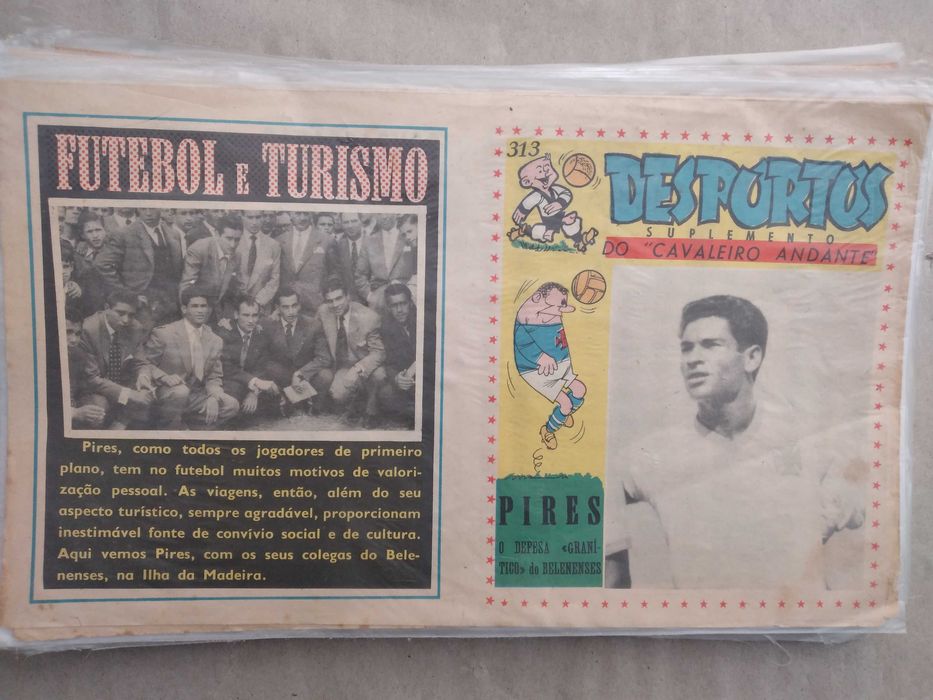 FUTEBOL E TURISMO
Pires, como todos os jogadores de primeiro
plano, tem no futebol muitos motivos de valori-
zação pessoal. As viagens, então, além do seu
aspecto turístico, sempre agradável, proporcionam
inestimável fonte de convívio social e de cultura.
Aqui vemos Pires, com os seus colegas do Bele-
nenses, na Ilha da Madeira.
313
DESPORTOS
SUPLEMENTO
DO "CAVALEIRO ANDANTE"
PIRES
O DEFESA «GRANÍ-
TICO» do BELENENSES